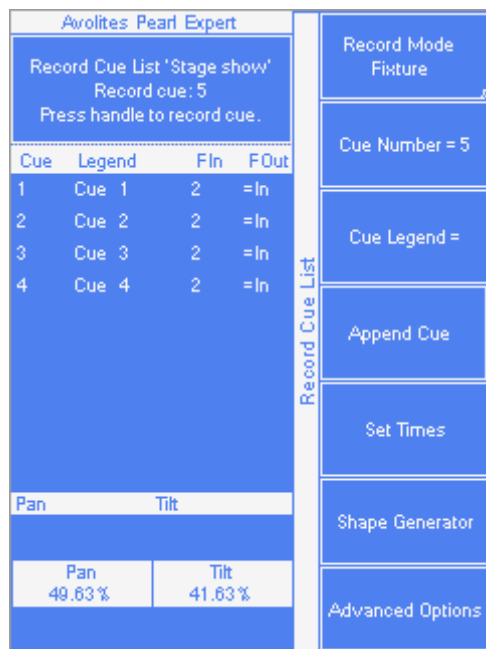 Avolites Pearl Expert
Record Cue List 'Stage show'
Record cue: 5
Press handle to record cue.
Cue Legend FIn FOut
1 Cue 1 2 =In
2 Cue 2 2 =In
3 Cue 3 2 =In
4 Cue 4 2 =In
Pan Tilt
Pan Tilt
49.63% 41.63%
Record Cue List
Record Mode
Fixture
Cue Number = 5
Cue Legend =
Append Cue
Set Times
Shape Generator
Advanced Options